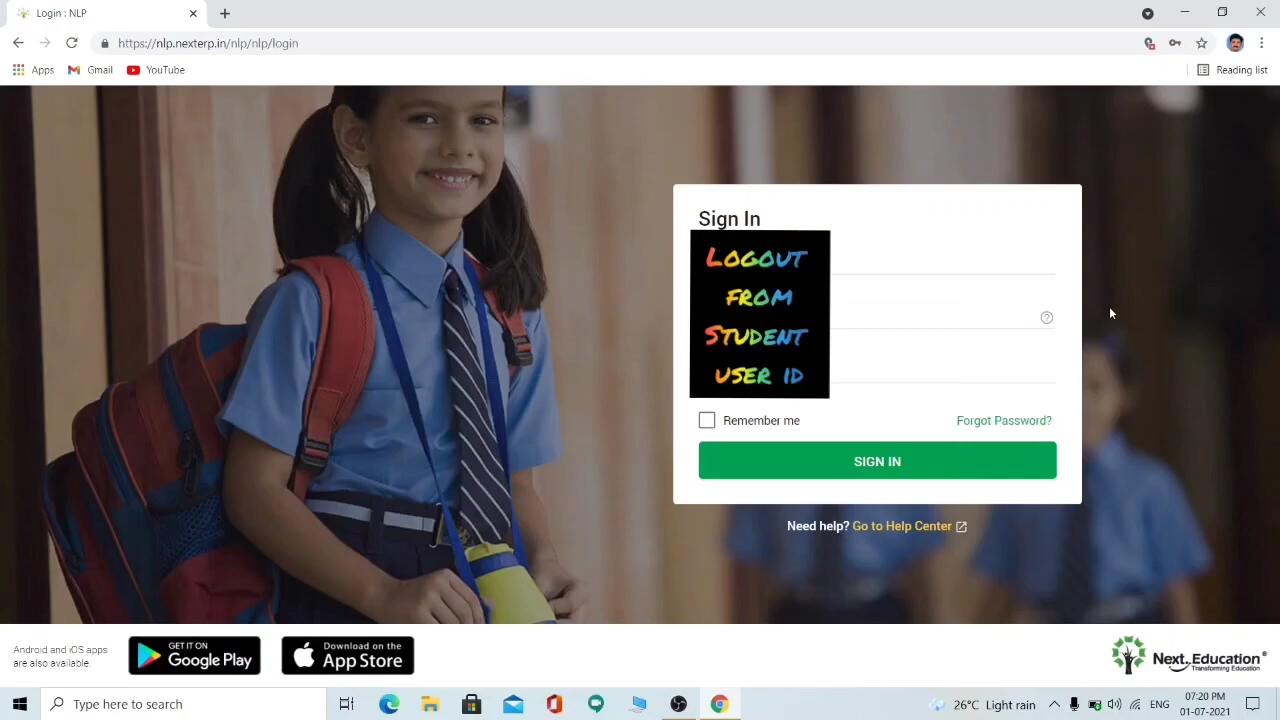 Login : NLP
https://nlp.nexterp.in/nlp/nlp/login
Apps
Gmail
YouTube
Reading list
Sign In
LOGOUT
FROM
STUDENT
USER ID
Remember me
Forgot Password?
SIGN IN
Need help? Go to Help Center
Android and iOS apps
are also available.
GET IT ON
Google Play
Download on the
App Store
Next Education®
Transforming Education
Type here to search
26°C Light rain
ENG
07:20 PM
01-07-2021